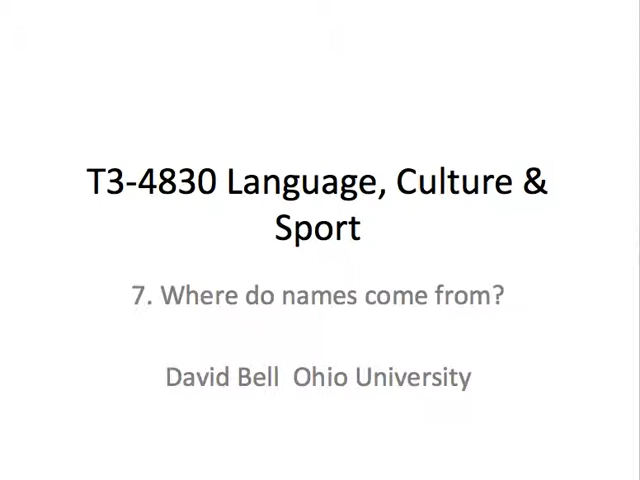 T3-4830 Language, Culture &
Sport
7. Where do names come from?
David Bell  Ohio University